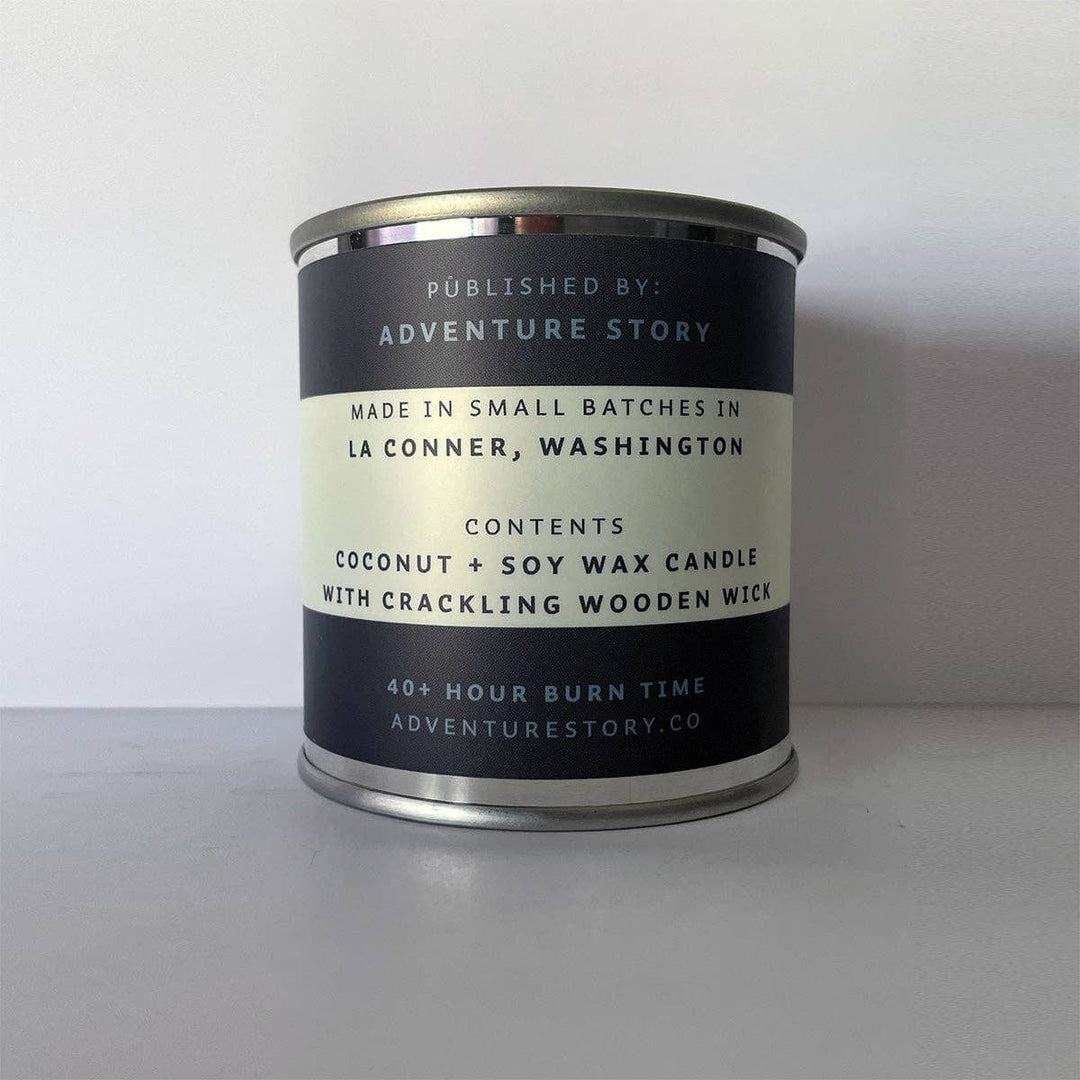 PŮBLISHED BY:
ADVENTURE STORY
MADE IN SMALL BATCHES IN
LA CONNER, WASHINGTON
CONTENTS
COCONUT + SOY WAX CANDLE
WITH CRACKLING WOODEN WICK
40+ HOUR BURN TIME
ADVENTURESTORY.CO